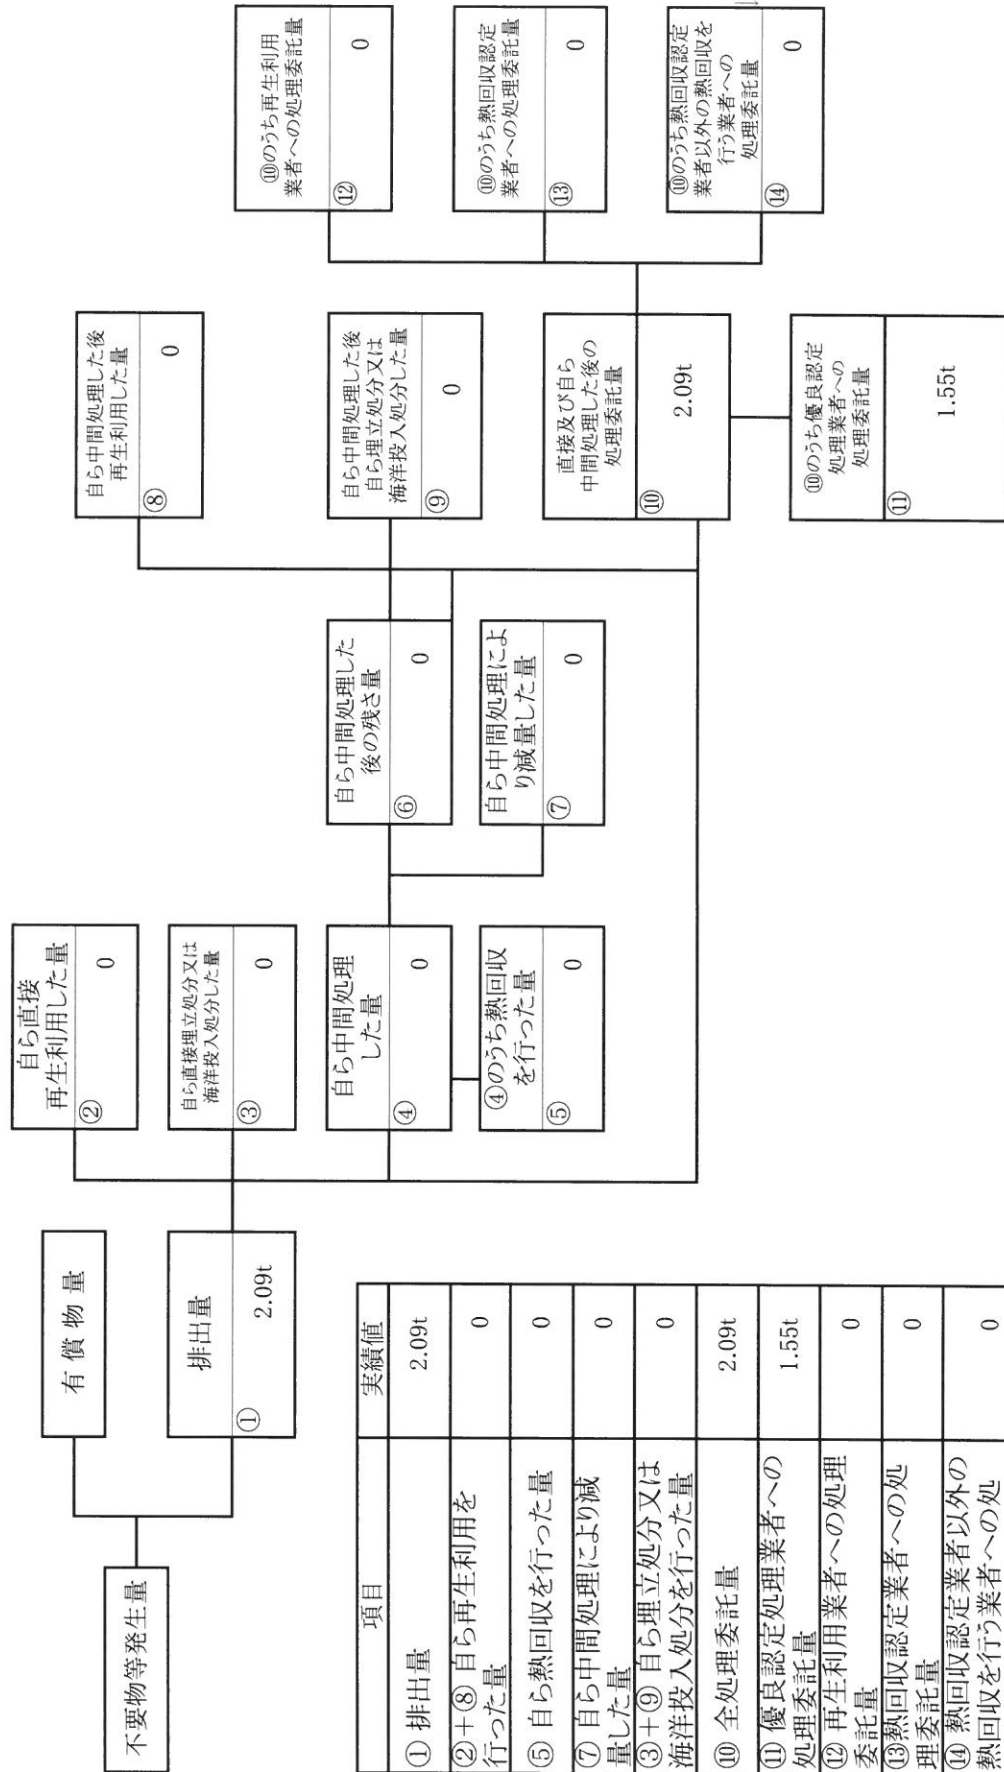 不要物等発生量
有償物量
排出量
①
2.09t
自ら直接
再生利用した量
②
0
自ら直接埋立処分又は
海洋投入処分した量
③
0
自ら中間処理
した量
④
0
④のうち熱回収
を行った量
⑤
0
自ら中間処理した
後の残さ量
⑥
0
自ら中間処理によ
り減量した量
⑦
0
自ら中間処理した後
再生利用した量
⑧
0
自ら中間処理した後
自ら埋立処分又は
海洋投入処分した量
⑨
0
直接及び自ら
中間処理した後の
処理委託量
⑩
2.09t
⑩のうち優良認定
処理業者への
処理委託量
⑪
1.55t
⑩のうち再生利用
業者への処理委託量
⑫
0
⑩のうち熱回収認定
業者への処理委託量
⑬
0
⑩のうち熱回収認定
業者以外の熱回収を
行う業者への
処理委託量
⑭
0
項目
実績値
① 排出量
2.09t
②+⑧ 自ら再生利用を
行った量
0
⑤ 自ら熱回収を行った量
0
⑦ 自ら中間処理により減
量した量
0
③+⑨ 自ら埋立処分又は
海洋投入処分を行った量
0
⑩ 全処理委託量
2.09t
⑪ 優良認定処理業者への
処理委託量
1.55t
⑫ 再生利用業者への処理
委託量
0
⑬熱回収認定業者への処
理委託量
0
⑭ 熱回収認定業者以外の
熱回収を行う業者への処
0